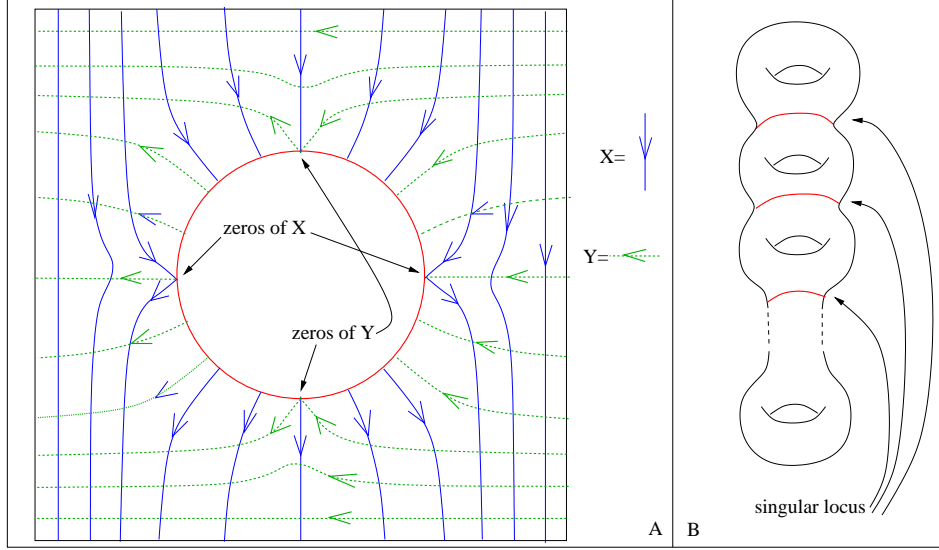 X=
zeros of X
Y=
zeros of Y
singular locus
A
B